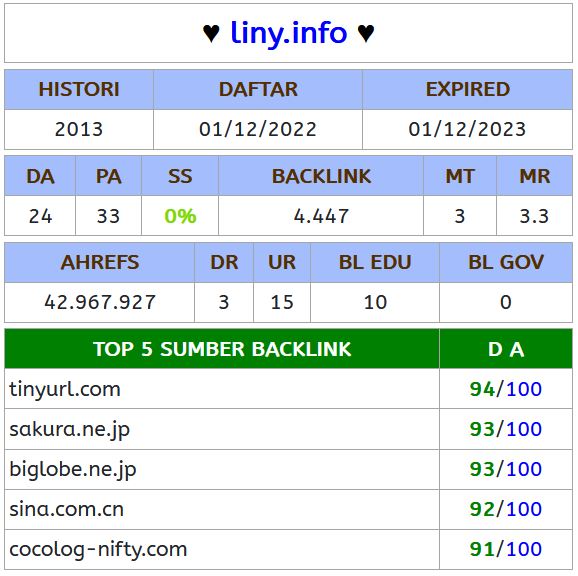 ♥ liny.info ♥
HISTORI DAFTAR EXPIRED
2013 01/12/2022 01/12/2023
DA PA SS BACKLINK MT MR
24 33 0% 4.447 3 3.3
AHREFS DR UR BL EDU BL GOV
42.967.927 3 15 10 0
TOP 5 SUMBER BACKLINK D A
tinyurl.com 94/100
sakura.ne.jp 93/100
biglobe.ne.jp 93/100
sina.com.cn 92/100
cocolog-nifty.com 91/100